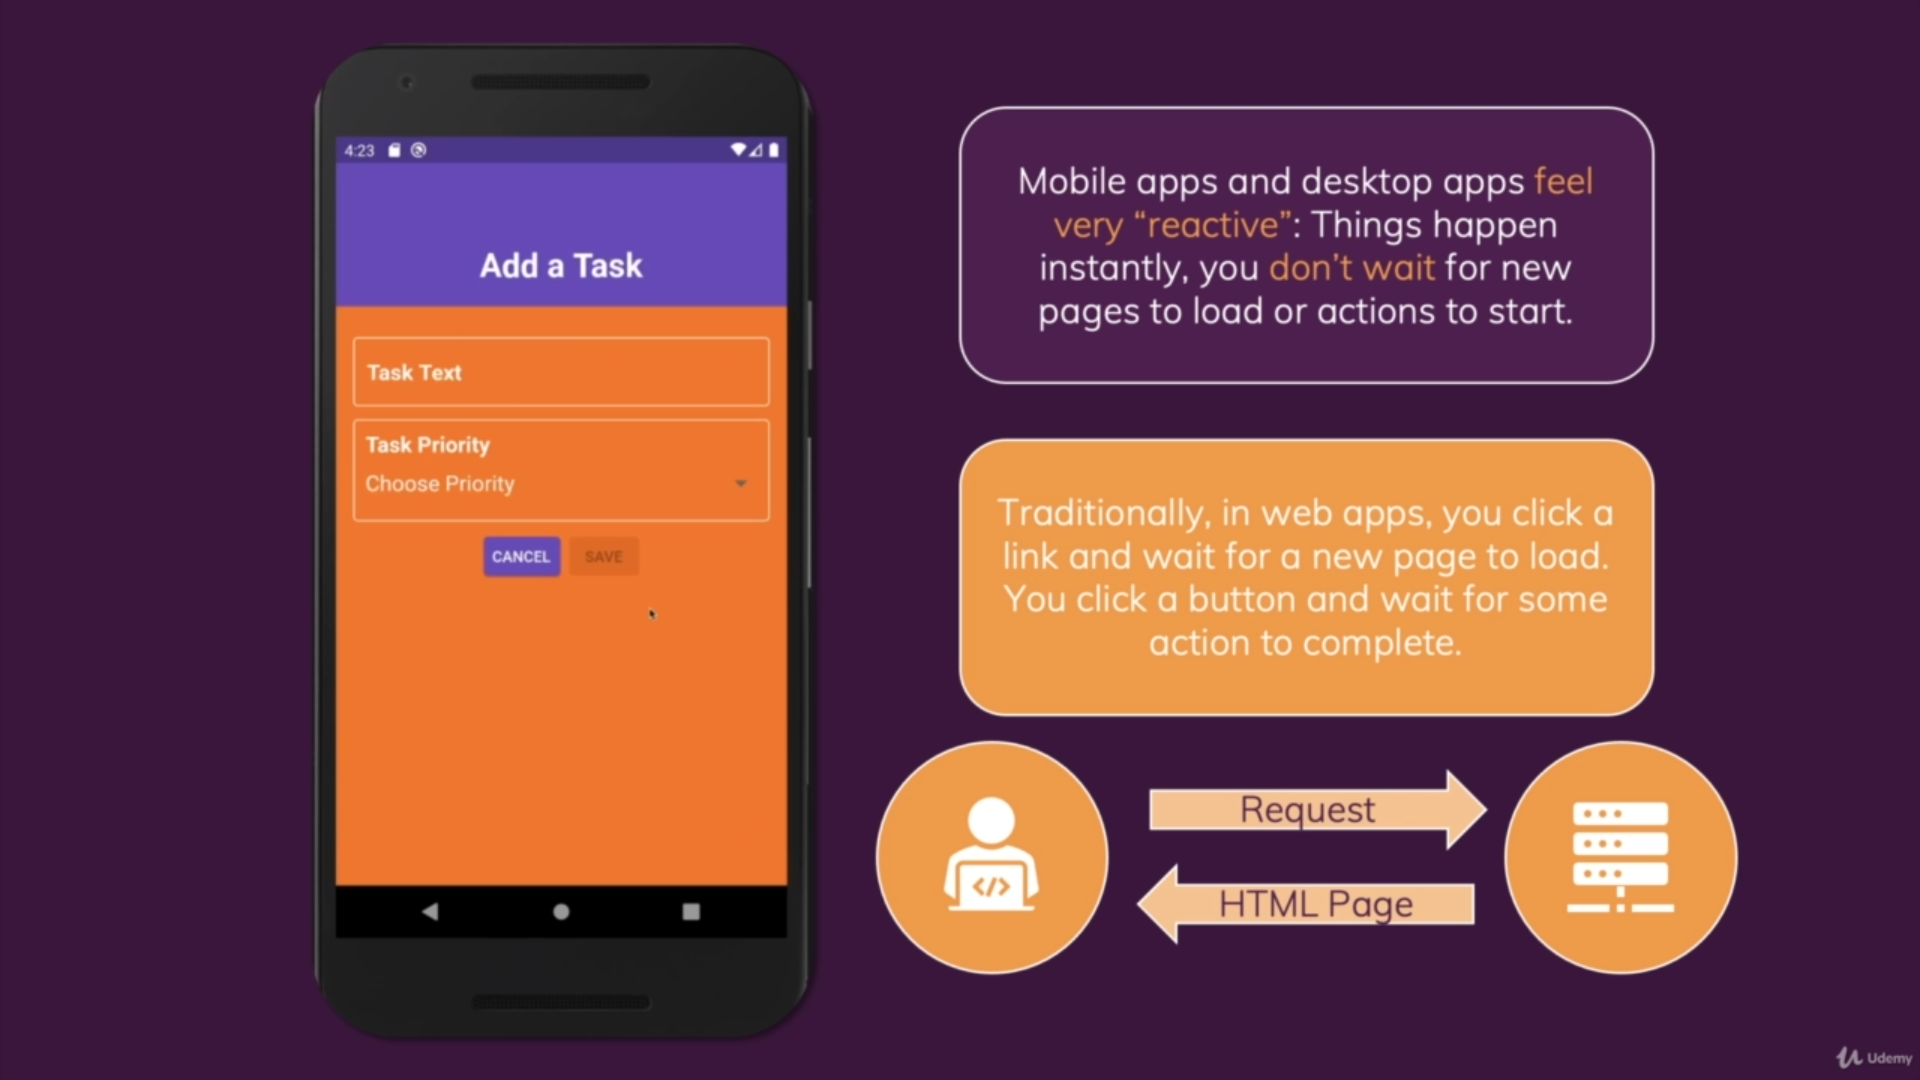 4:23
Add a Task
Task Text
Task Priority
Choose Priority
CANCEL SAVE
Mobile apps and desktop apps feel
very “reactive”: Things happen
instantly, you don’t wait for new
pages to load or actions to start.
Traditionally, in web apps, you click a
link and wait for a new page to load.
You click a button and wait for some
action to complete.
Request
</>
HTML Page
Udemy